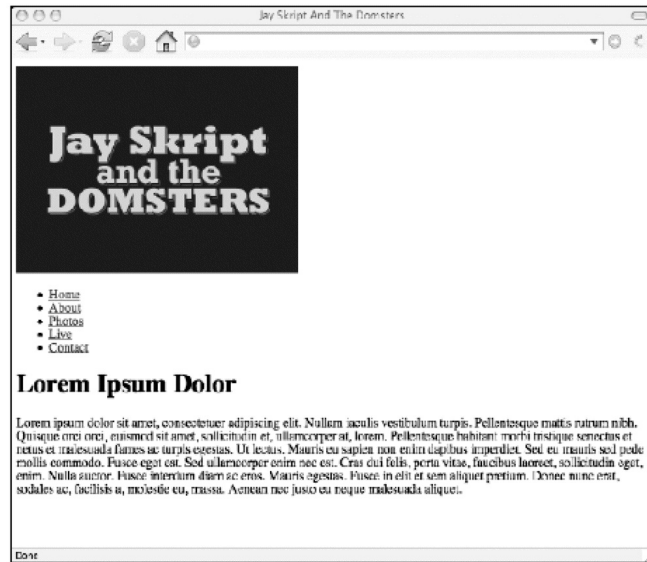 Jay Skript And The Domsters
Jay Skript
and the
DOMSTERS
Home
About
Photos
Live
Contact
Lorem Ipsum Dolor
Lorem ipsum dolor sit amet, consectetuer adipiscing elit. Nullam iaculis vestibulum turpis. Pellentesque mattis rutrum nibh.
Quisque orci orci, euismod sit amet, sollicitudin et, ullamcorper at, lorem. Pellentesque habitant morbi tristique senectus et
netus et malesuada fames ac turpis egestas. Ut lectus. Mauris eu sapien non enim dapibus imperdiet. Sed eu mauris sed pede
mollis commodo. Fusce eget est. Sed ullamcorper enim nec est. Cras dui felis, porta vitae, faucibus laoreet, sollicitudin eget,
enim. Nulla auctor. Fusce interdum diam ac eros. Mauris egestas. Fusce in elit et sem aliquet pretium. Donec nunc erat,
sodales ac, facilisis a, molestie eu, massa. Aenean nec justo eu neque malesuada aliquet.
Done